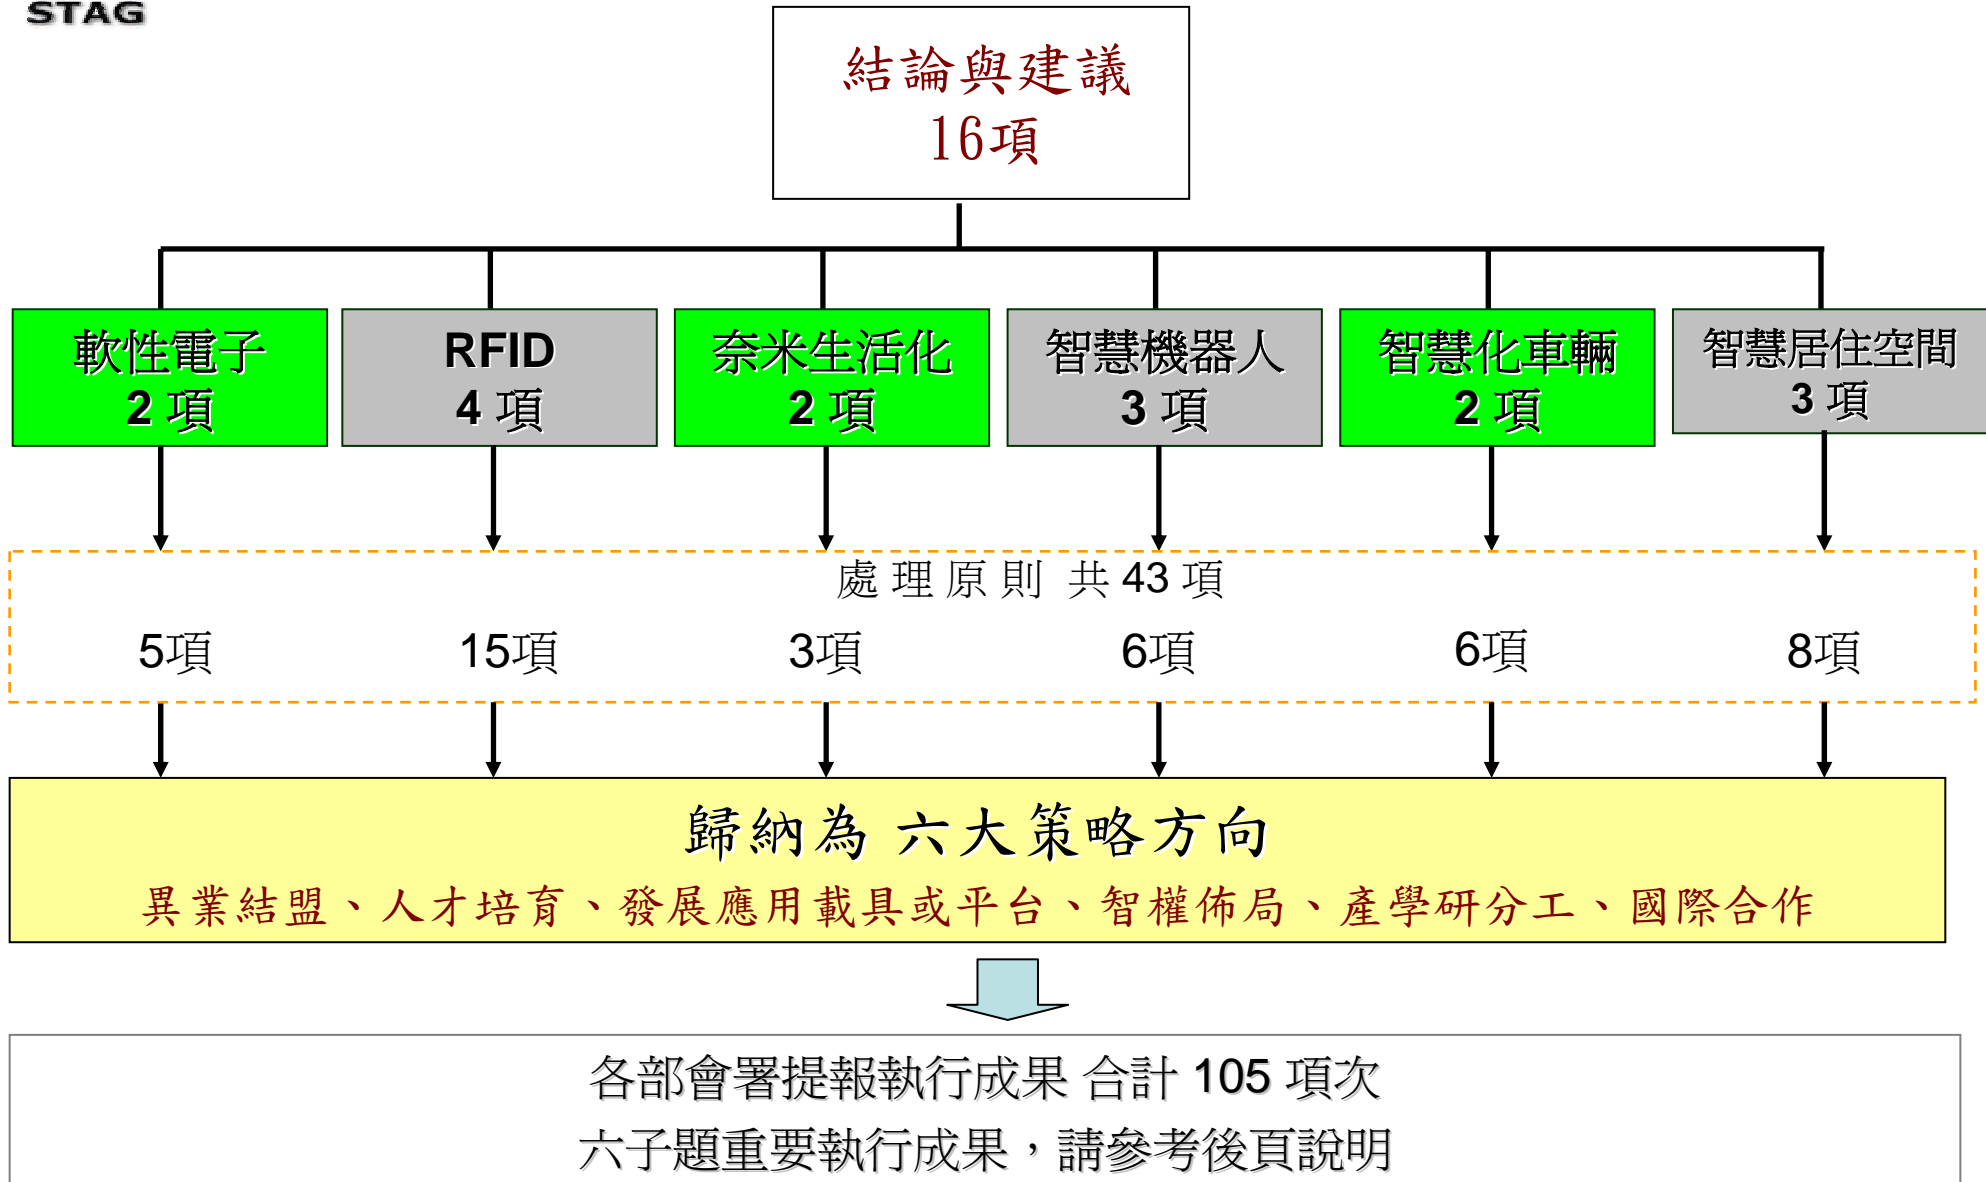 STAG
結論與建議
16項
軟性電子
2 項
RFID
4 項
奈米生活化
2 項
智慧機器人
3 項
智慧化車輛
2 項
智慧居住空間
3 項
處理原則 共 43 項
5項
15項
3項
6項
6項
8項
歸納為 六大策略方向
異業結盟、人才培育、發展應用載具或平台、智權佈局、產學研分工、國際合作
各部會署提報執行成果 合計 105 項次
六子題重要執行成果，請參考後頁說明